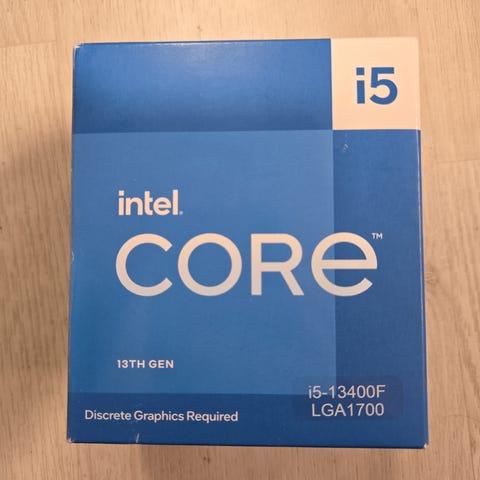 i5
intel.
CORe™
13TH GEN
i5-13400F
LGA1700
Discrete Graphics Required